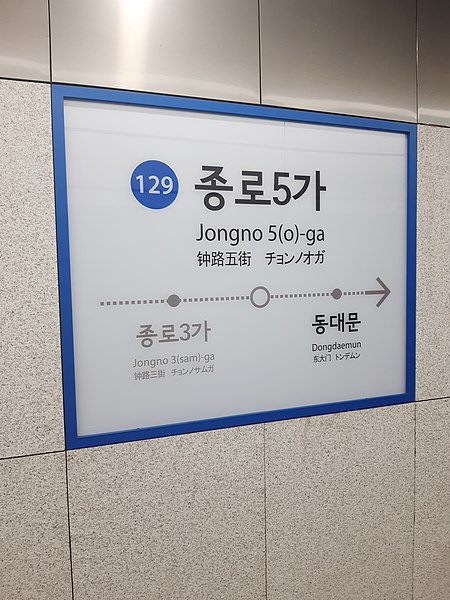 129 종로5가
Jongno 5(o)-ga
钟路五街 チョンノオガ
종로3가
Jongno 3(sam)-ga
钟路三街 チョンノサムガ
동대문
Dongdaemun
东大门 トンデムン